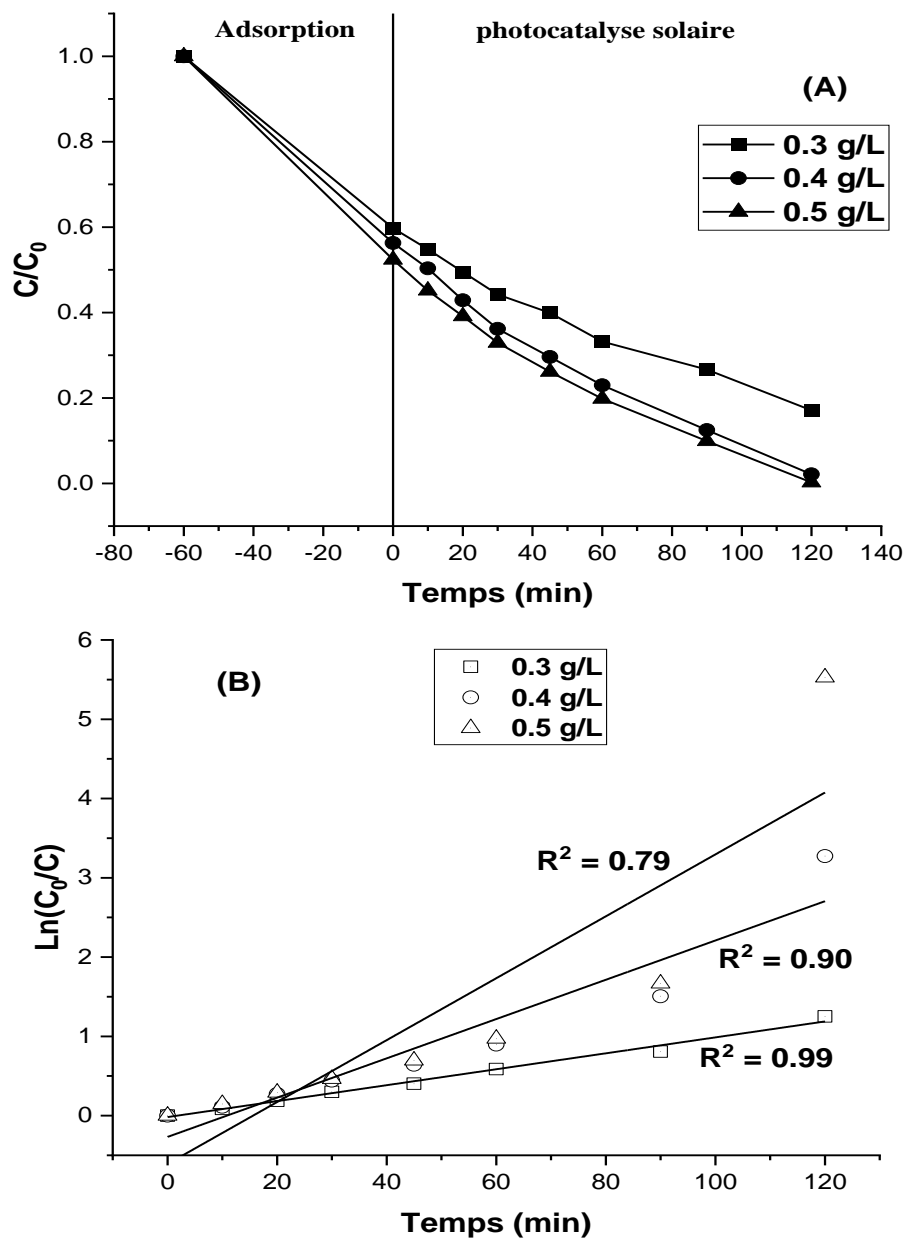 Adsorption photocatalyse solaire
(A)
0.3 g/L
0.4 g/L
0.5 g/L
C/C₀
1.0
0.8
0.6
0.4
0.2
0.0
-80 -60 -40 -20 0 20 40 60 80 100 120 140
Temps (min)
(B)
0.3 g/L
0.4 g/L
0.5 g/L
Ln(C₀/C)
6
5
4
3
2
1
0
R² = 0.79
R² = 0.90
R² = 0.99
0 20 40 60 80 100 120
Temps (min)